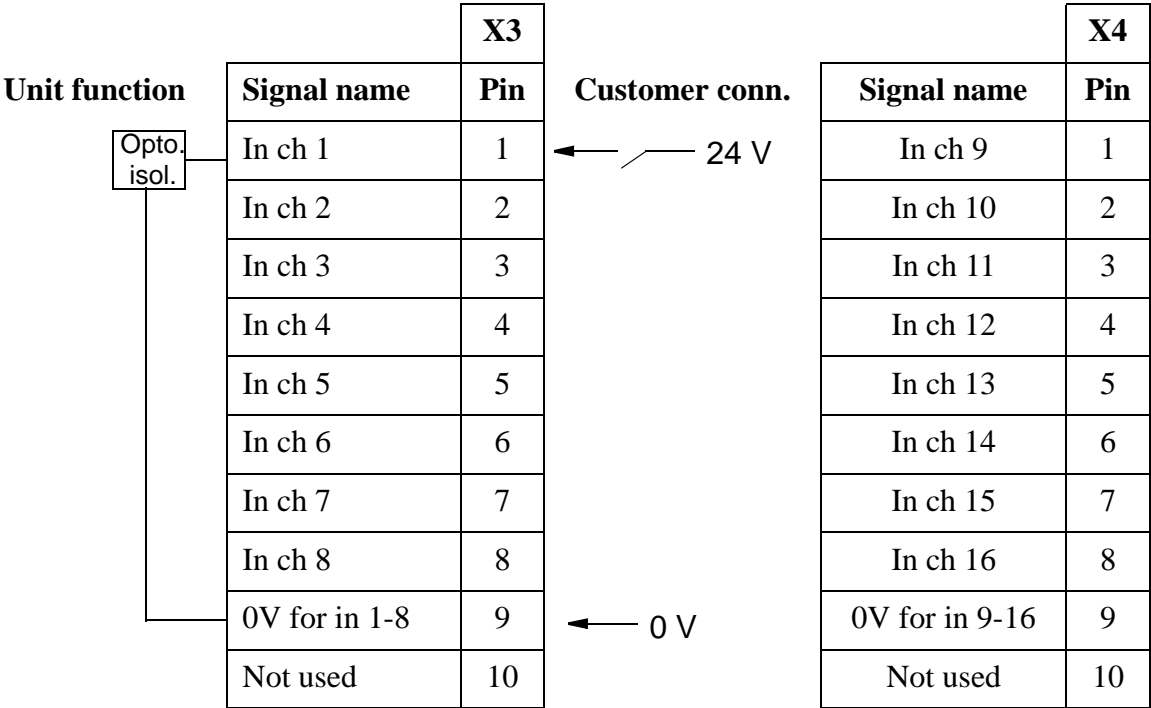 X3 X4
Unit function Signal name Pin Customer conn. Signal name Pin
Opto.
isol.
In ch 1 1 24 V In ch 9 1
In ch 2 2 In ch 10 2
In ch 3 3 In ch 11 3
In ch 4 4 In ch 12 4
In ch 5 5 In ch 13 5
In ch 6 6 In ch 14 6
In ch 7 7 In ch 15 7
In ch 8 8 In ch 16 8
0V for in 1-8 9 0 V 0V for in 9-16 9
Not used 10 Not used 10